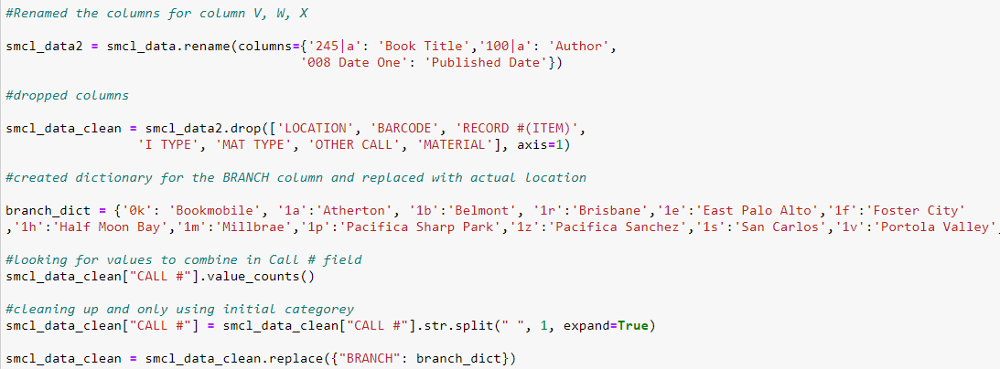 #Renamed the columns for column V, W, X
smcl_data2 = smcl_data.rename(columns={'245|a': 'Book Title','100|a': 'Author',
'008 Date One': 'Published Date'})
#dropped columns
smcl_data_clean = smcl_data2.drop(['LOCATION', 'BARCODE', 'RECORD #(ITEM)',
'I TYPE', 'MAT TYPE', 'OTHER CALL', 'MATERIAL'], axis=1)
#created dictionary for the BRANCH column and replaced with actual location
branch_dict = {'0k': 'Bookmobile', '1a':'Atherton', '1b':'Belmont', '1r':'Brisbane','1e':'East Palo Alto','1f':'Foster City'
,'1h':'Half Moon Bay','1m':'Millbrae','1p':'Pacifica Sharp Park','1z':'Pacifica Sanchez','1s':'San Carlos','1v':'Portola Valley',
#looking for values to combine in Call # field
smcl_data_clean["CALL #"].value_counts()
#cleaning up and only using initial categorey
smcl_data_clean["CALL #"] = smcl_data_clean["CALL #"].str.split(" ", 1, expand=True)
smcl_data_clean = smcl_data_clean.replace({"BRANCH": branch_dict})